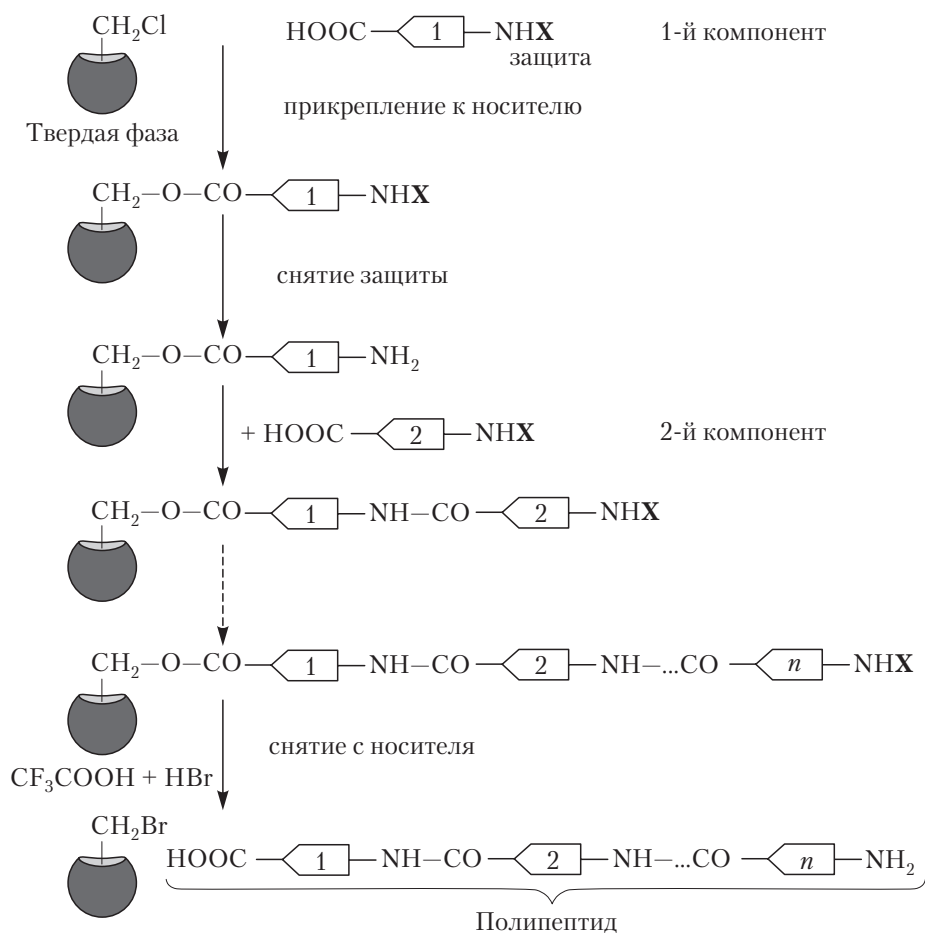 CH₂Cl HOOC 1 NHX 1-й компонент
защита
прикрепление к носителю
Твердая фаза
CH₂–O–CO 1 NHX
снятие защиты
CH₂–O–CO 1 NH₂
+ HOOC 2 NHX 2-й компонент
CH₂–O–CO 1 NH–CO 2 NHX
CH₂–O–CO 1 NH–...CO 2 NH–...CO n NHX
снятие с носителя
CF₃COOH + HBr
CH₂Br
HOOC 1 NH–CO 2 NH–...CO n NH₂
Полипептид